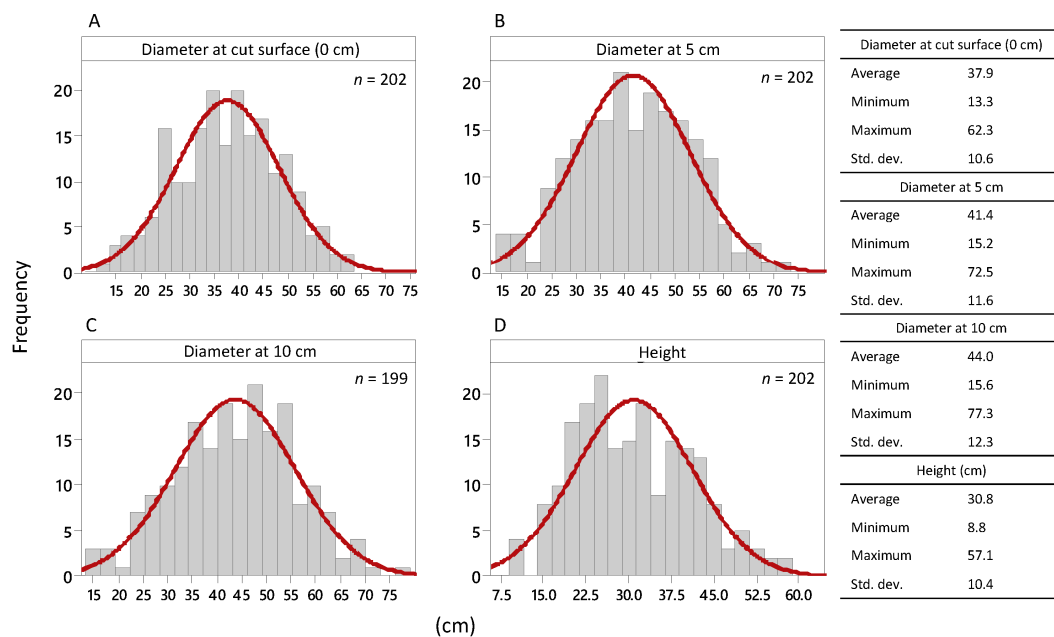 A
Diameter at cut surface (0 cm)
n = 202
20
15
10
5
0
15 20 25 30 35 40 45 50 55 60 65 70 75
B
Diameter at 5 cm
n = 202
20
15
10
5
0
15 20 25 30 35 40 45 50 55 60 65 70 75
Frequency
C
Diameter at 10 cm
n = 199
20
15
10
5
0
15 20 25 30 35 40 45 50 55 60 65 70 75
D
Height
n = 202
20
15
10
5
0
7.5 15.0 22.5 30.0 37.5 45.0 52.5 60.0
(cm)
Diameter at cut surface (0 cm)
Average 37.9
Minimum 13.3
Maximum 62.3
Std. dev. 10.6
Diameter at 5 cm
Average 41.4
Minimum 15.2
Maximum 72.5
Std. dev. 11.6
Diameter at 10 cm
Average 44.0
Minimum 15.6
Maximum 77.3
Std. dev. 12.3
Height (cm)
Average 30.8
Minimum 8.8
Maximum 57.1
Std. dev. 10.4